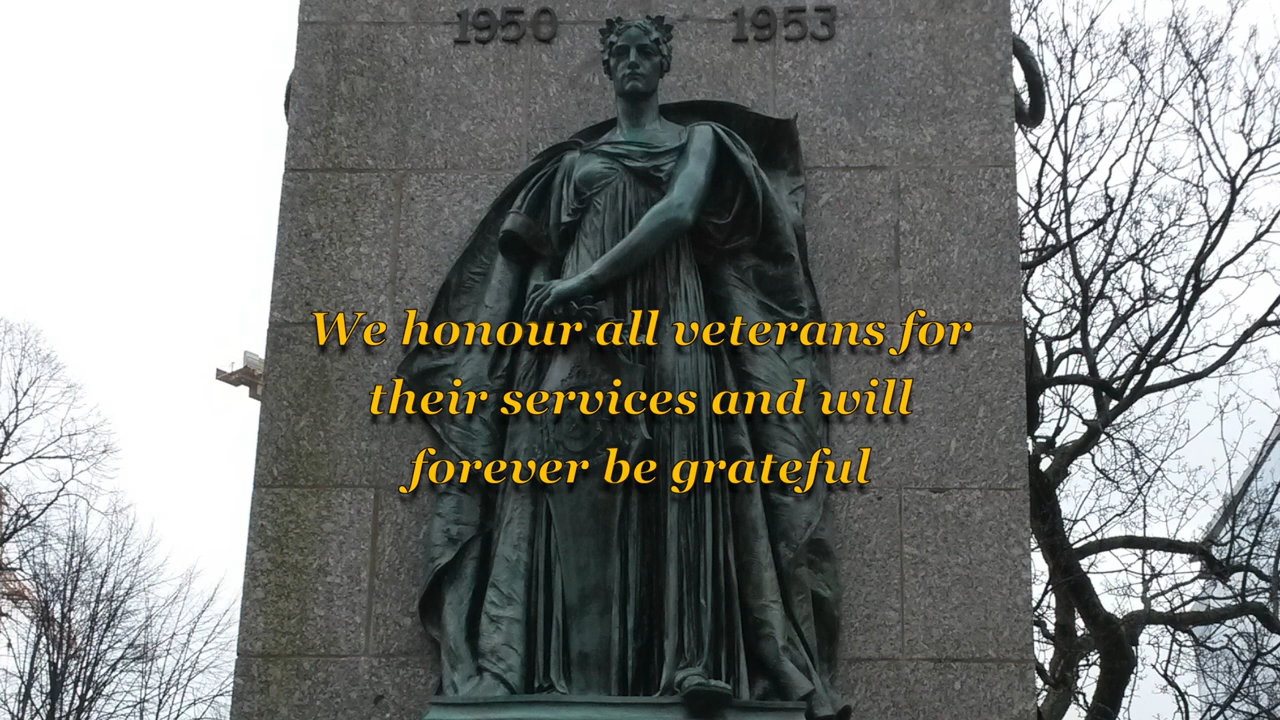 1950 1953
We honour all veterans for
their services and will
forever be grateful